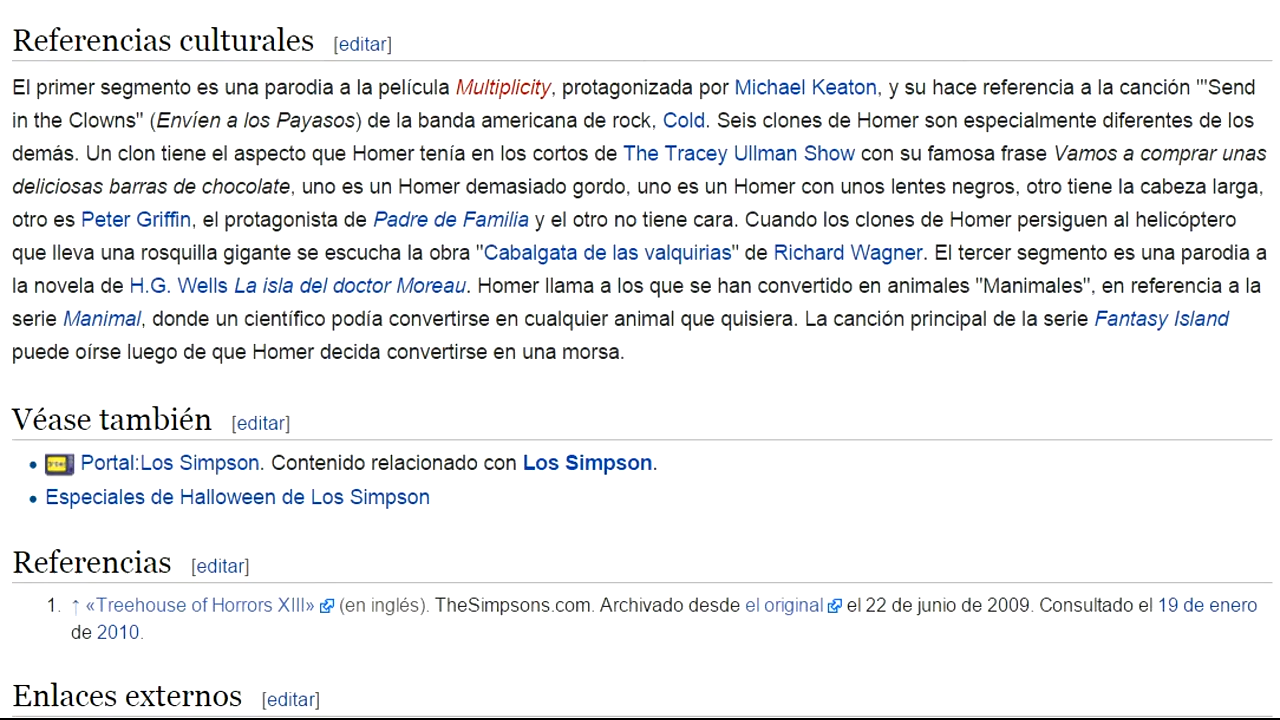 Referencias culturales [editar]
El primer segmento es una parodia a la película Multiplicity, protagonizada por Michael Keaton, y su hace referencia a la canción '"Send
in the Clowns" (Envíen a los Payasos) de la banda americana de rock, Cold. Seis clones de Homer son especialmente diferentes de los
demás. Un clon tiene el aspecto que Homer tenía en los cortos de The Tracey Ullman Show con su famosa frase Vamos a comprar unas
deliciosas barras de chocolate, uno es un Homer demasiado gordo, uno es un Homer con unos lentes negros, otro tiene la cabeza larga,
otro es Peter Griffin, el protagonista de Padre de Familia y el otro no tiene cara. Cuando los clones de Homer persiguen al helicóptero
que lleva una rosquilla gigante se escucha la obra "Cabalgata de las valquirias" de Richard Wagner. El tercer segmento es una parodia a
la novela de H.G. Wells La isla del doctor Moreau. Homer llama a los que se han convertido en animales "Manimales", en referencia a la
serie Manimal, donde un científico podía convertirse en cualquier animal que quisiera. La canción principal de la serie Fantasy Island
puede oírse luego de que Homer decida convertirse en una morsa.
Véase también [editar]
• Portal:Los Simpson. Contenido relacionado con Los Simpson.
• Especiales de Halloween de Los Simpson
Referencias [editar]
1. ↑ «Treehouse of Horrors XIII» (en inglés). TheSimpsons.com. Archivado desde el original el 22 de junio de 2009. Consultado el 19 de enero
de 2010.
Enlaces externos [editar]